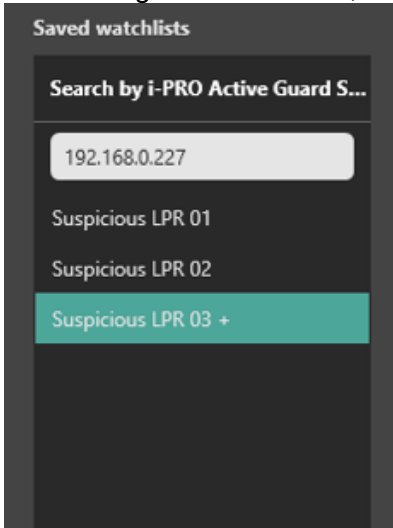 Saved watchlists
Search by i-PRO Active Guard S...
192.168.0.227
Suspicious LPR 01
Suspicious LPR 02
Suspicious LPR 03 +